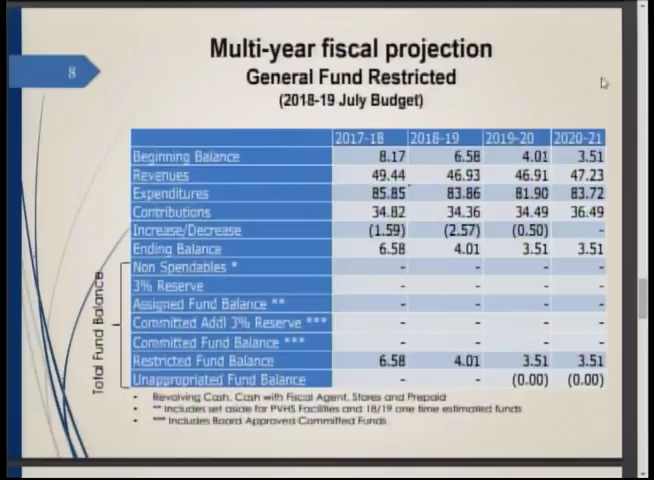 8
Multi-year fiscal projection
General Fund Restricted
(2018-19 July Budget)
2017-18 2018-19 2019-20 2020-21
Beginning Balance 8.17 6.58 4.01 3.51
Revenues 49.44 46.93 46.91 47.23
Expenditures 85.85 83.86 81.90 83.72
Contributions 34.82 34.36 34.49 36.49
Increase/Decrease (1.59) (2.57) (0.50) -
Ending Balance 6.58 4.01 3.51 3.51
Total Fund Balance
Non Spendables * - - - -
3% Reserve - - - -
Assigned Fund Balance ** - - - -
Committed Addl 3% Reserve *** - - - -
Committed Fund Balance *** - - - -
Restricted Fund Balance 6.58 4.01 3.51 3.51
Unappropriated Fund Balance - - (0.00) (0.00)
• Revolving Cash, Cash with Fiscal Agent, Stores and Prepaid
• ** Includes set aside for PVHS Facilities and 18/19 one time estimated funds
• *** Includes Board Approved Committed Funds